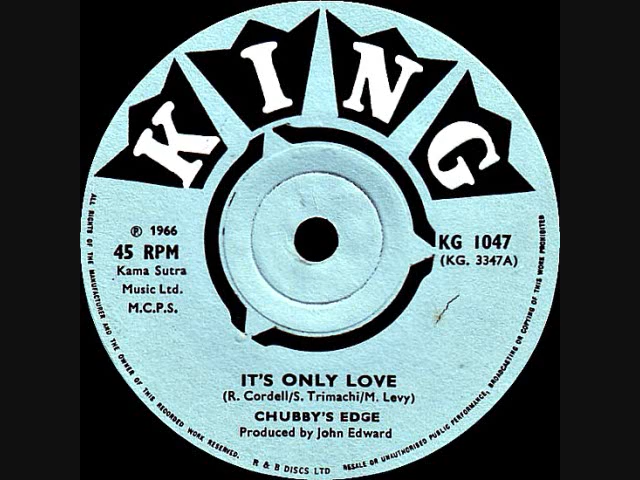 KING
℗ 1966
45 RPM
Kama Sutra
Music Ltd.
M.C.P.S.
KG 1047
(KG. 3347A)
IT'S ONLY LOVE
(R. Cordell/S. Trimachi/M. Levy)
CHUBBY'S EDGE
Produced by John Edward
R & B DISCS LTD
ALL RIGHTS OF THE MANUFACTURER AND THE OWNER OF THIS RECORDED WORK RESERVED.
RESALE OR UNAUTHORISED PUBLIC PERFORMANCE, BROADCASTING OR COPYING OF THIS WORK PROHIBITED